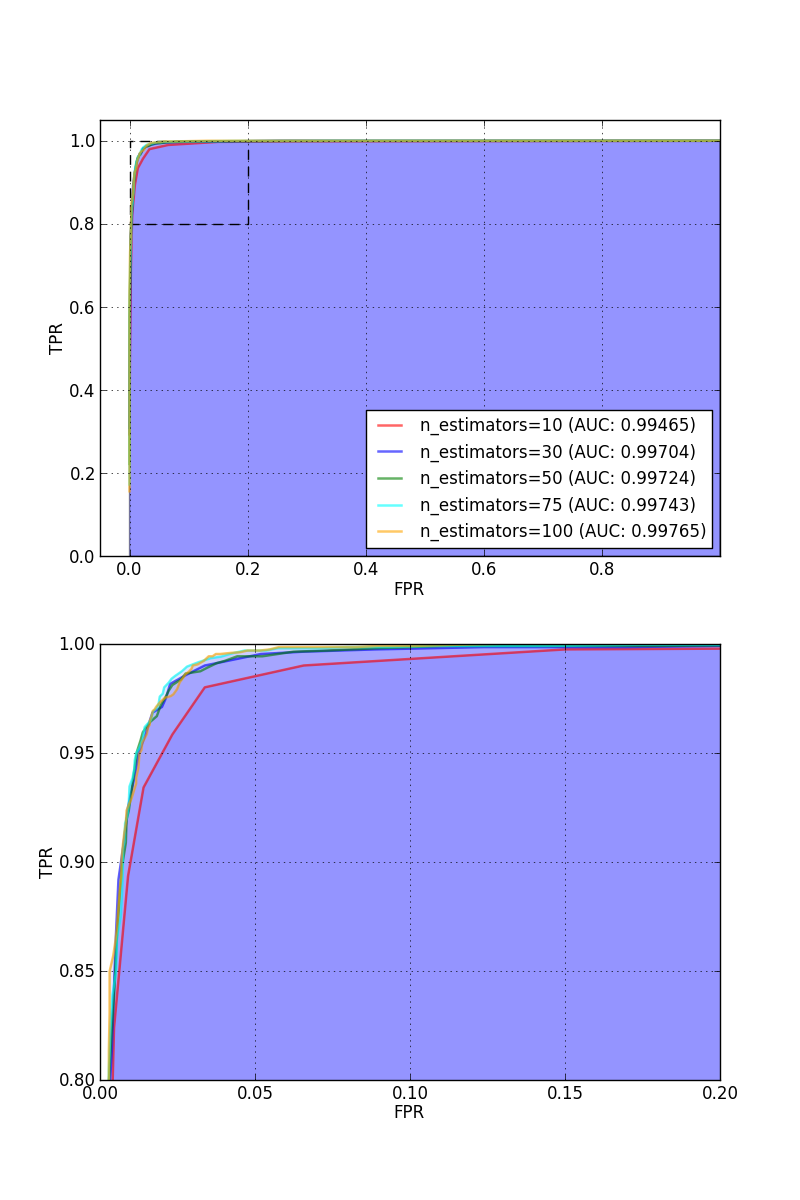 1.0
0.8
0.6
0.4
0.2
0.0
TPR
n_estimators=10 (AUC: 0.99465)
n_estimators=30 (AUC: 0.99704)
n_estimators=50 (AUC: 0.99724)
n_estimators=75 (AUC: 0.99743)
n_estimators=100 (AUC: 0.99765)
0.0 0.2 0.4 0.6 0.8
FPR
1.00
0.95
0.90
0.85
0.80
TPR
0.00 0.05 0.10 0.15 0.20
FPR